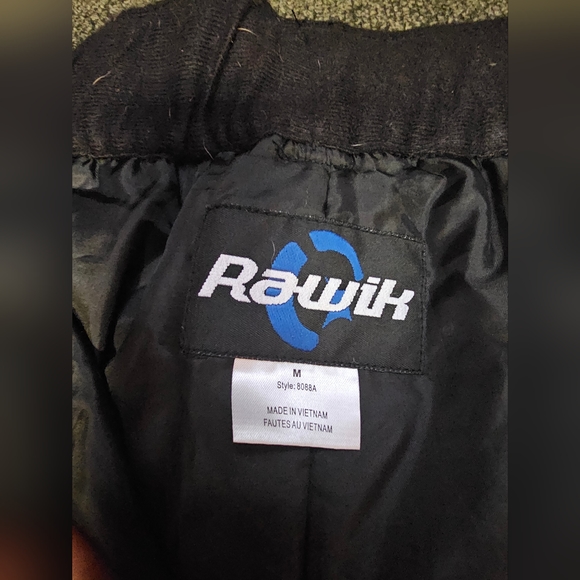 Rawik
M
Style: 8088A
MADE IN VIETNAM
FAUTES AU VIETNAM